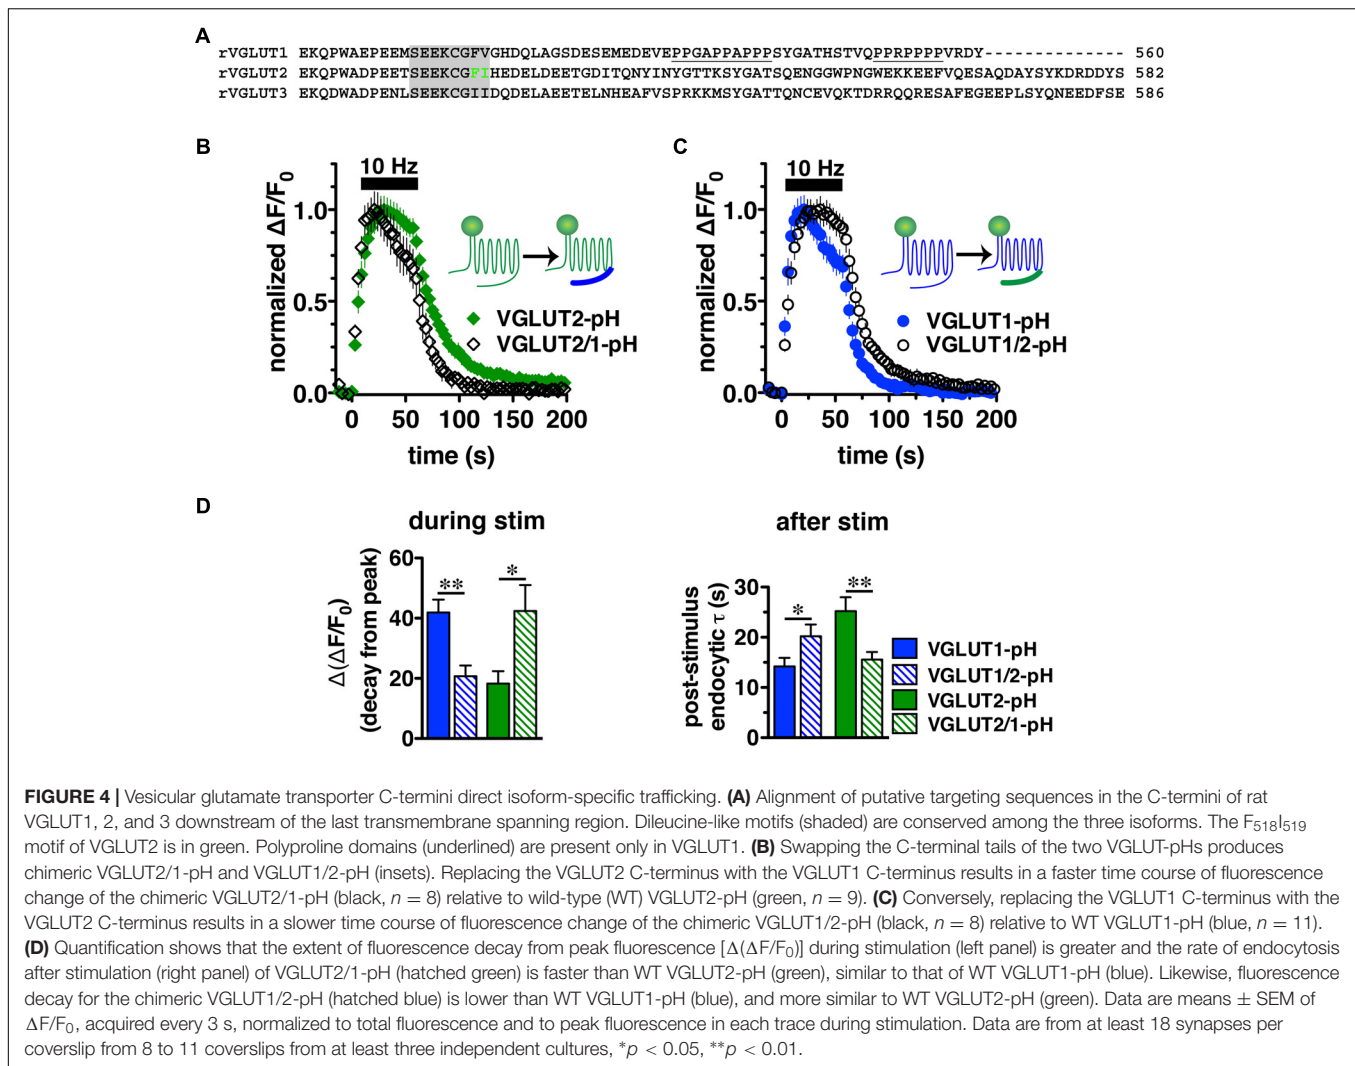 A
rVGLUT1 EKQPWAEPEEMSEEKCGFVGHDQLAGSDESEMEDEVEPPGAPPAPPPSYGATHSTVQPPRPPPPVRDY-------------- 560
rVGLUT2 EKQPWADPEETSEEKCGFIHEDELDEETGDITQNYINYGTTKSYGATSQENGGWPNGWEKKEEFVQESAQDAYSYKDRDDYS 582
rVGLUT3 EKQDWADPENLSEEKCGIIDQDELAEETELNHEAFVSPRKKMSYGATTQNCEVQKTDRRQQRESAFEGEEPLSYQNEEDFSE 586
B
10 Hz
normalized ΔF/F0
1.0
0.5
0.0
VGLUT2-pH
VGLUT2/1-pH
0 50 100 150 200
time (s)
C
10 Hz
normalized ΔF/F0
1.0
0.5
0.0
VGLUT1-pH
VGLUT1/2-pH
0 50 100 150 200
time (s)
D
during stim
Δ(ΔF/F0)
(decay from peak)
60
40
20
0
**
*
after stim
post-stimulus
endocytic τ (s)
30
20
10
0
*
**
VGLUT1-pH
VGLUT1/2-pH
VGLUT2-pH
VGLUT2/1-pH
FIGURE 4 | Vesicular glutamate transporter C-termini direct isoform-specific trafficking. (A) Alignment of putative targeting sequences in the C-termini of rat
VGLUT1, 2, and 3 downstream of the last transmembrane spanning region. Dileucine-like motifs (shaded) are conserved among the three isoforms. The F518I519
motif of VGLUT2 is in green. Polyproline domains (underlined) are present only in VGLUT1. (B) Swapping the C-terminal tails of the two VGLUT-pHs produces
chimeric VGLUT2/1-pH and VGLUT1/2-pH (insets). Replacing the VGLUT2 C-terminus with the VGLUT1 C-terminus results in a faster time course of fluorescence
change of the chimeric VGLUT2/1-pH (black, n = 8) relative to wild-type (WT) VGLUT2-pH (green, n = 9). (C) Conversely, replacing the VGLUT1 C-terminus with the
VGLUT2 C-terminus results in a slower time course of fluorescence change of the chimeric VGLUT1/2-pH (black, n = 8) relative to WT VGLUT1-pH (blue, n = 11).
(D) Quantification shows that the extent of fluorescence decay from peak fluorescence [Δ(ΔF/F0)] during stimulation (left panel) is greater and the rate of endocytosis
after stimulation (right panel) of VGLUT2/1-pH (hatched green) is faster than WT VGLUT2-pH (green), similar to that of WT VGLUT1-pH (blue). Likewise, fluorescence
decay for the chimeric VGLUT1/2-pH (hatched blue) is lower than WT VGLUT1-pH (blue), and more similar to WT VGLUT2-pH (green). Data are means ± SEM of
ΔF/F0, acquired every 3 s, normalized to total fluorescence and to peak fluorescence in each trace during stimulation. Data are from at least 18 synapses per
coverslip from 8 to 11 coverslips from at least three independent cultures, *p < 0.05, **p < 0.01.